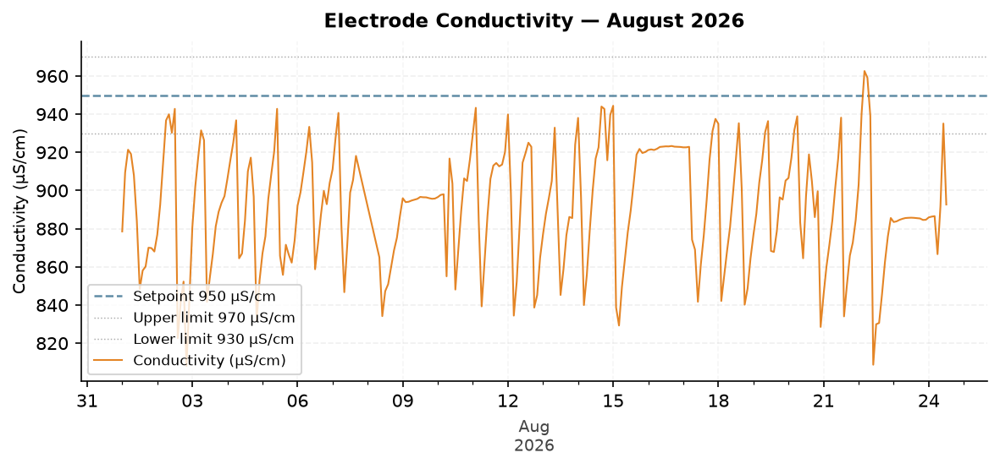 Electrode Conductivity — August 2026
Conductivity (µS/cm)
960
940
920
900
880
860
840
820
Setpoint 950 µS/cm
Upper limit 970 µS/cm
Lower limit 930 µS/cm
Conductivity (µS/cm)
31 03 06 09 12 15 18 21 24
Aug
2026